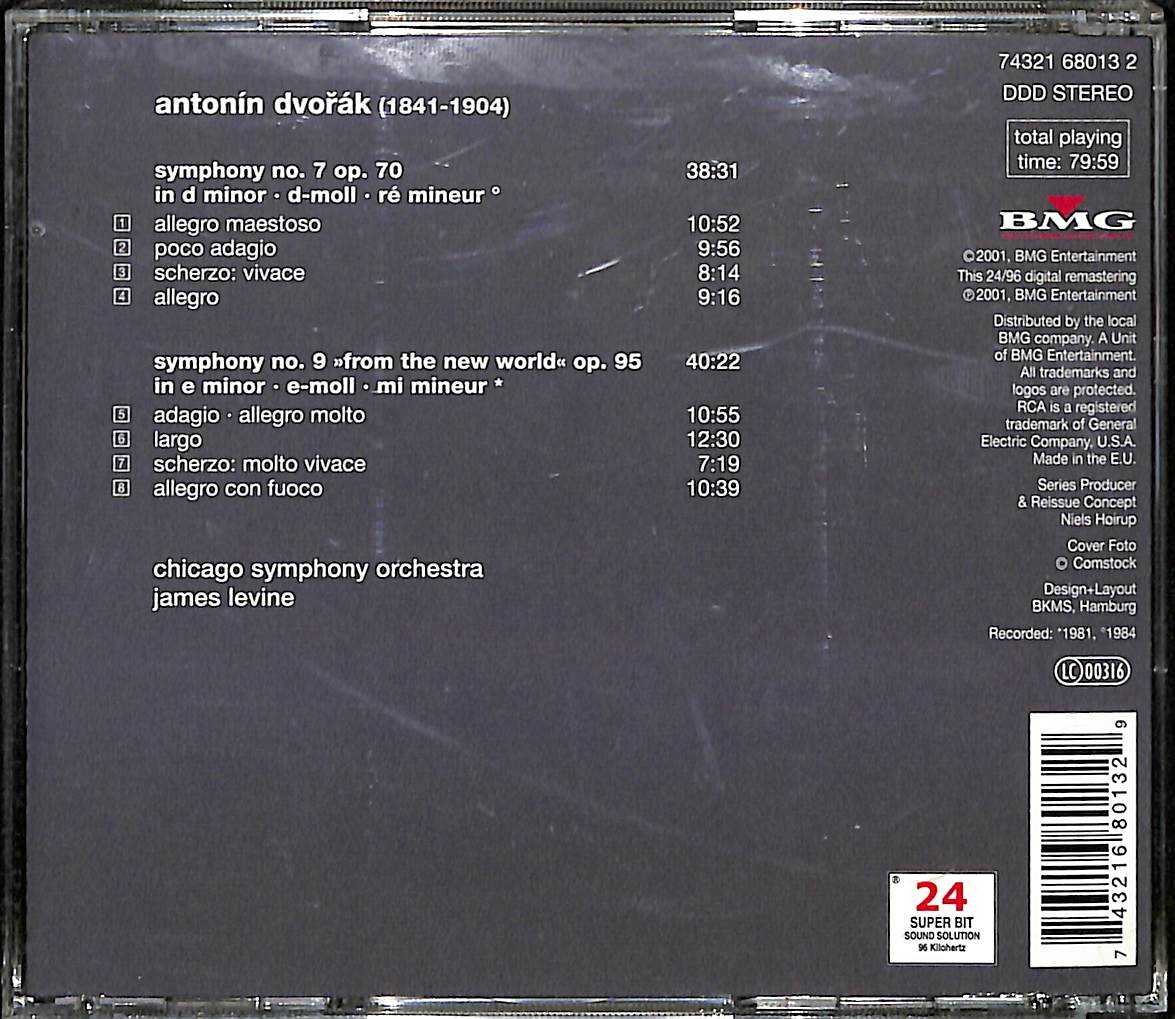 antonín dvořák (1841-1904)
symphony no. 7 op. 70 38:31
in d minor · d-moll · ré mineur °
1 allegro maestoso 10:52
2 poco adagio 9:56
3 scherzo: vivace 8:14
4 allegro 9:16
symphony no. 9 »from the new world« op. 95 40:22
in e minor · e-moll · mi mineur *
5 adagio · allegro molto 10:55
6 largo 12:30
7 scherzo: molto vivace 7:19
8 allegro con fuoco 10:39
chicago symphony orchestra
james levine
74321 68013 2
DDD STEREO
total playing
time: 79:59
BMG
©2001, BMG Entertainment
This 24/96 digital remastering
℗2001, BMG Entertainment
Distributed by the local
BMG company. A Unit
of BMG Entertainment.
All trademarks and
logos are protected.
RCA is a registered
trademark of General
Electric Company, U.S.A.
Made in the E.U.
Series Producer
& Reissue Concept
Niels Hoirup
Cover Foto
© Comstock
Design+Layout
BKMS, Hamburg
Recorded: *1981, °1984
LC 00316
7 43216 80132 9
®
24
SUPER BIT
SOUND SOLUTION
96 Kilohertz